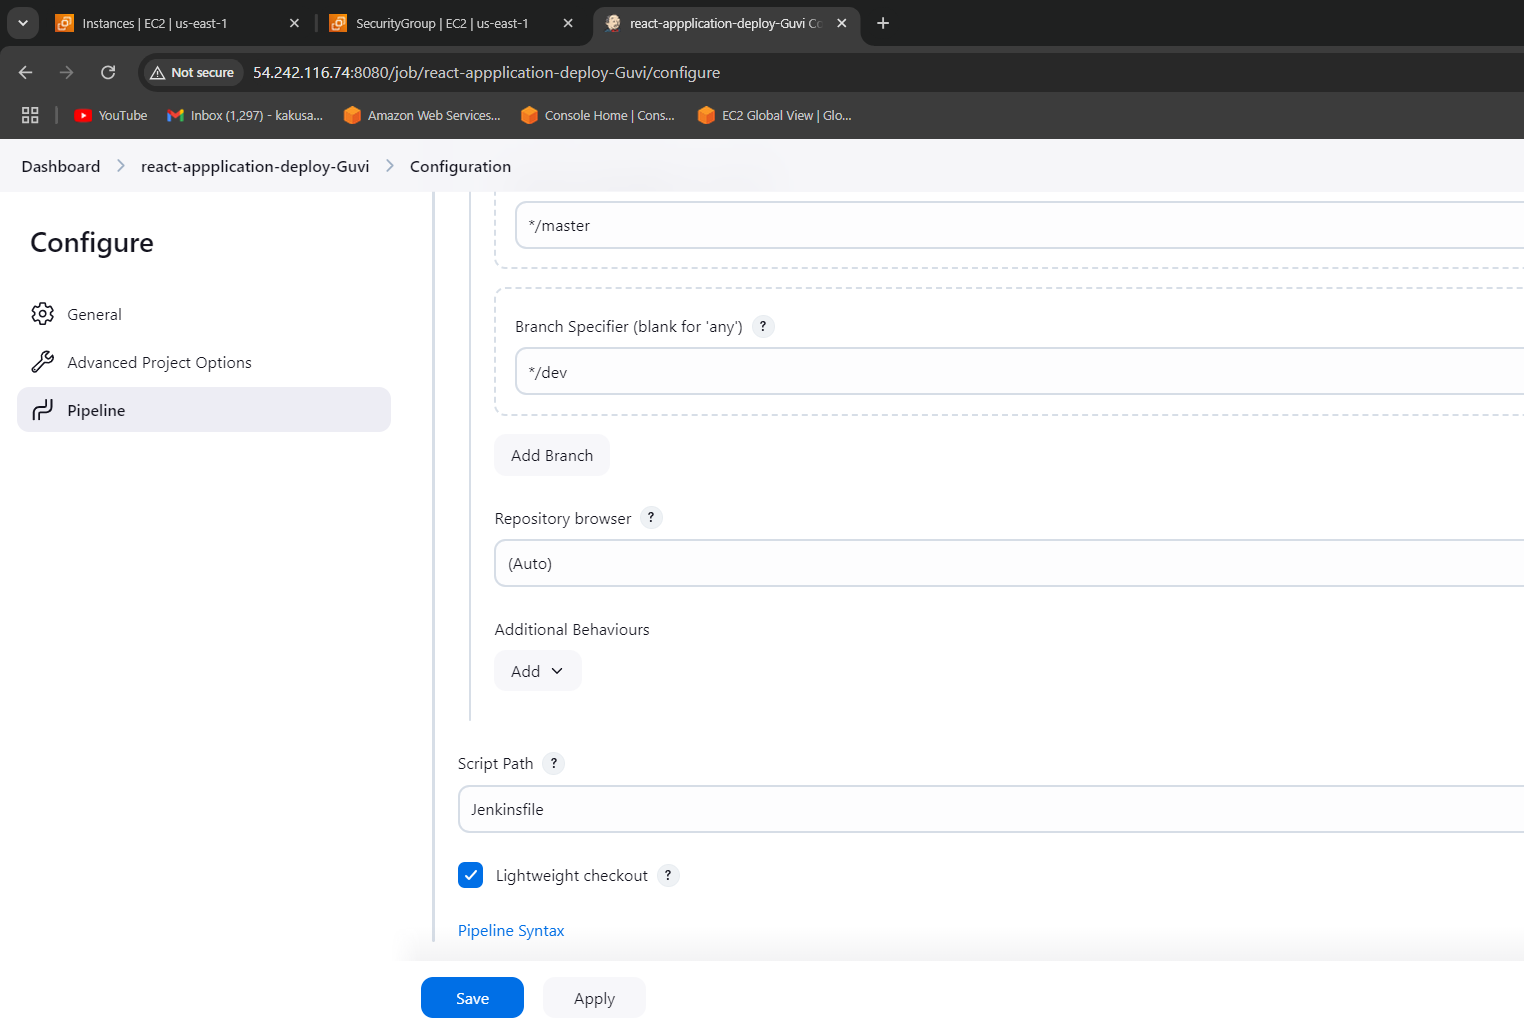 Instances | EC2 | us-east-1
SecurityGroup | EC2 | us-east-1
react-appplication-deploy-Guvi Co
Not secure
54.242.116.74:8080/job/react-appplication-deploy-Guvi/configure
YouTube
Inbox (1,297) - kakusa...
Amazon Web Services...
Console Home | Cons...
EC2 Global View | Glo...
Dashboard
react-appplication-deploy-Guvi
Configuration
Configure
General
Advanced Project Options
Pipeline
*/master
Branch Specifier (blank for 'any') ?
*/dev
Add Branch
Repository browser ?
(Auto)
Additional Behaviours
Add
Script Path ?
Jenkinsfile
Lightweight checkout ?
Pipeline Syntax
Save
Apply